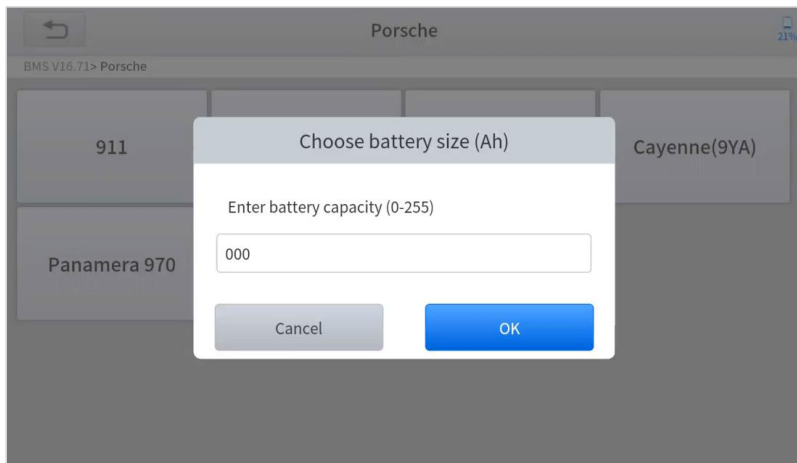 Porsche
21%
BMS V16.71> Porsche
911
Cayenne(9YA)
Choose battery size (Ah)
Enter battery capacity (0-255)
000
Panamera 970
Cancel
OK